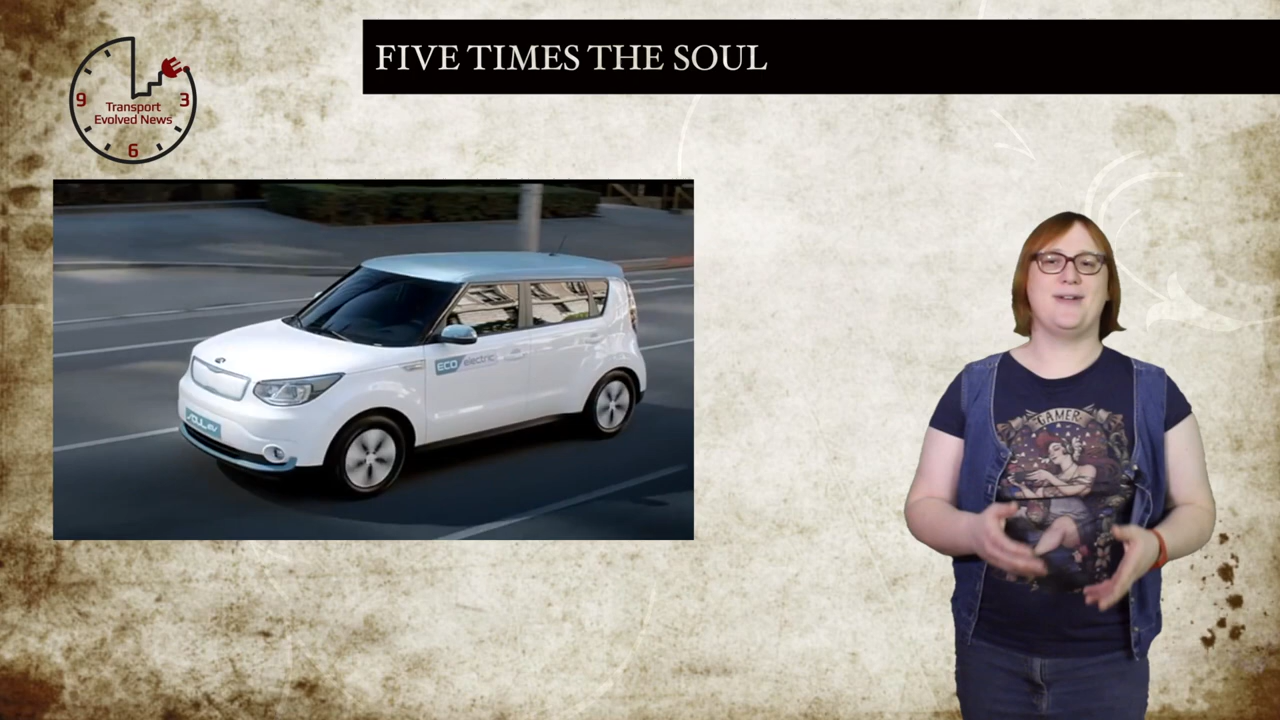 FIVE TIMES THE SOUL
9
3
Transport
Evolved News
6
ECO electric
SOUL EV
GAMER